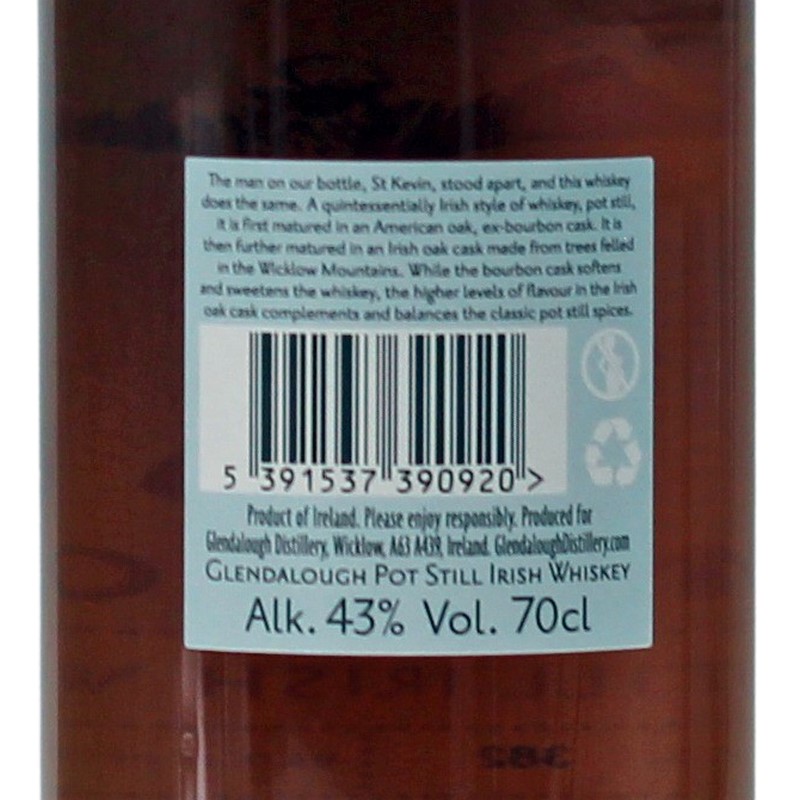 The man on our bottle, St Kevin, stood apart, and this whiskey
does the same. A quintessentially Irish style of whiskey, pot still,
it is first matured in an American oak, ex-bourbon cask. It is
then further matured in an Irish oak cask made from trees felled
in the Wicklow Mountains. While the bourbon cask softens
and sweetens the whiskey, the higher levels of flavour in the Irish
oak cask complements and balances the classic pot still spices.
5 391537 390920 >
Product of Ireland. Please enjoy responsibly. Produced for
Glendalough Distillery, Wicklow, A63 A439, Ireland. GlendaloughDistillery.com
GLENDALOUGH POT STILL IRISH WHISKEY
Alk. 43% Vol. 70cl